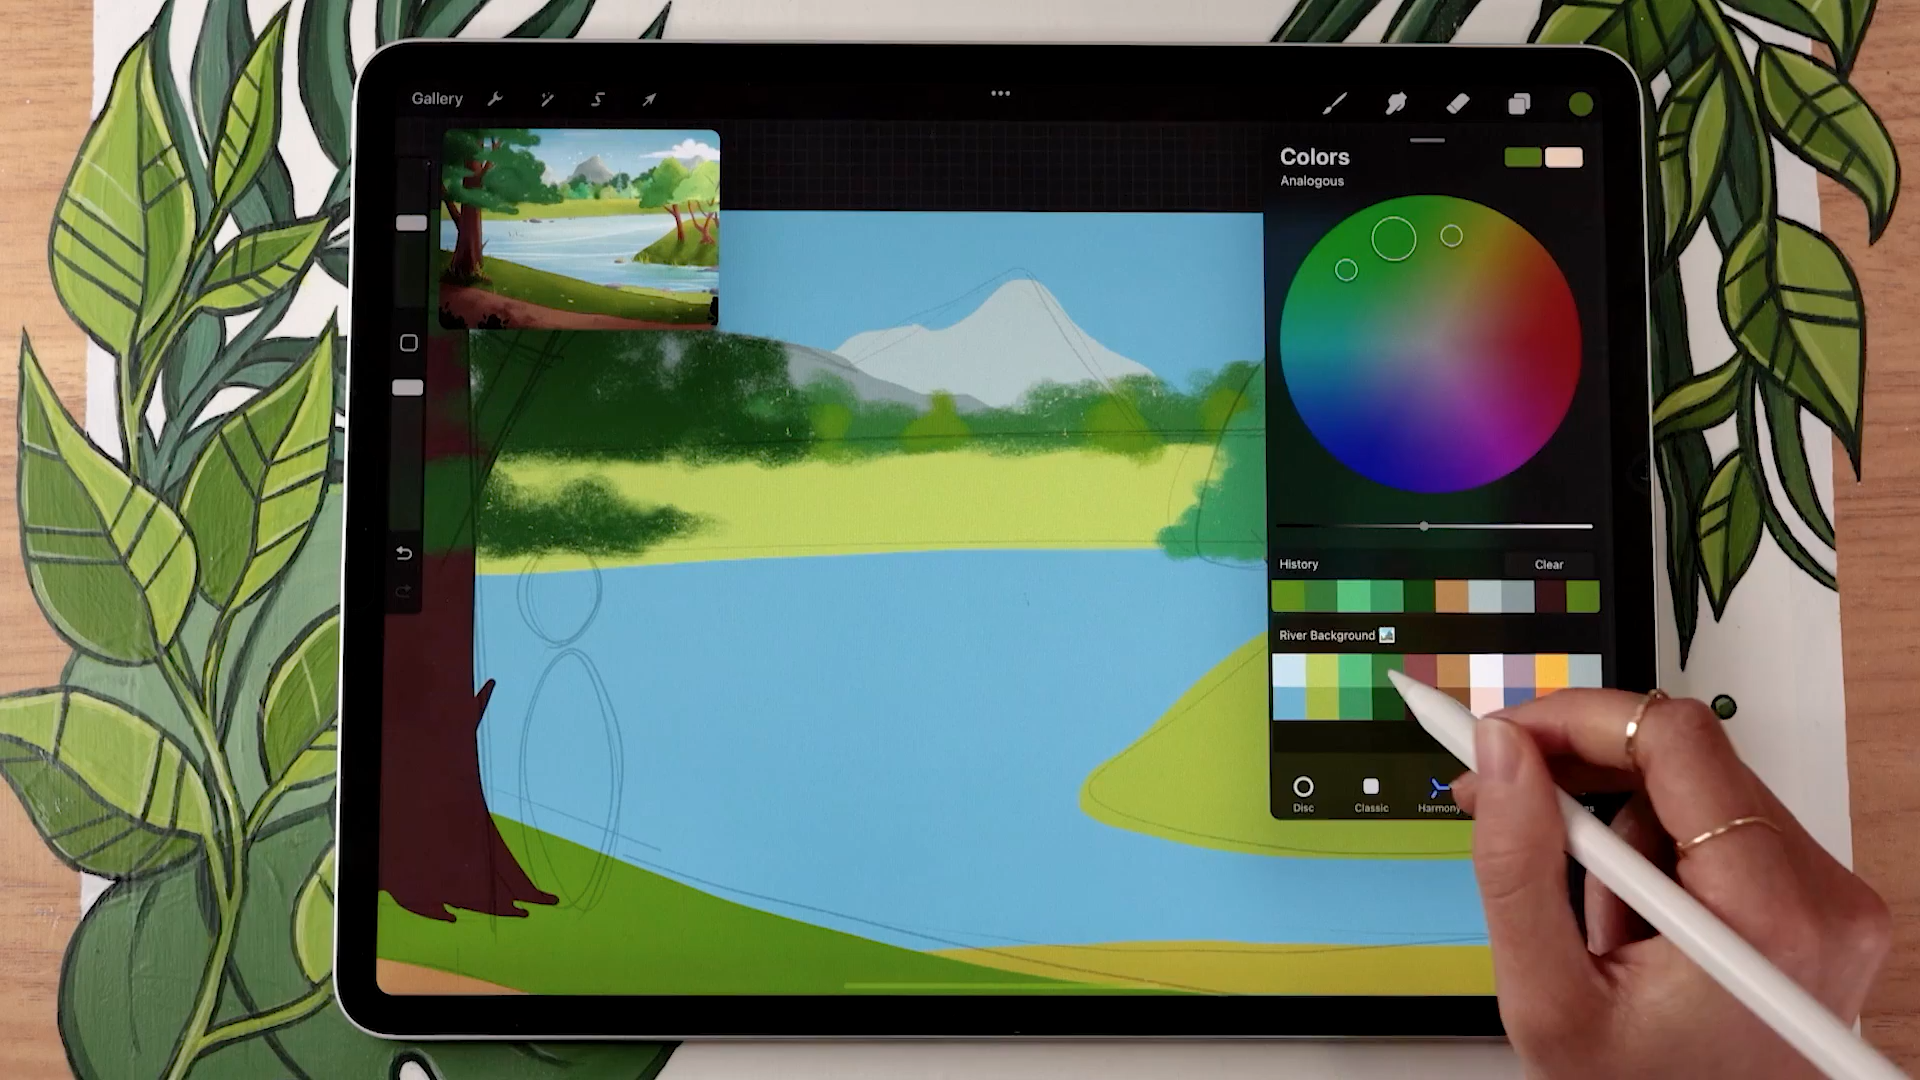 Gallery
Colors
Analogous
History
Clear
River Background
Disc
Classic
Harmony